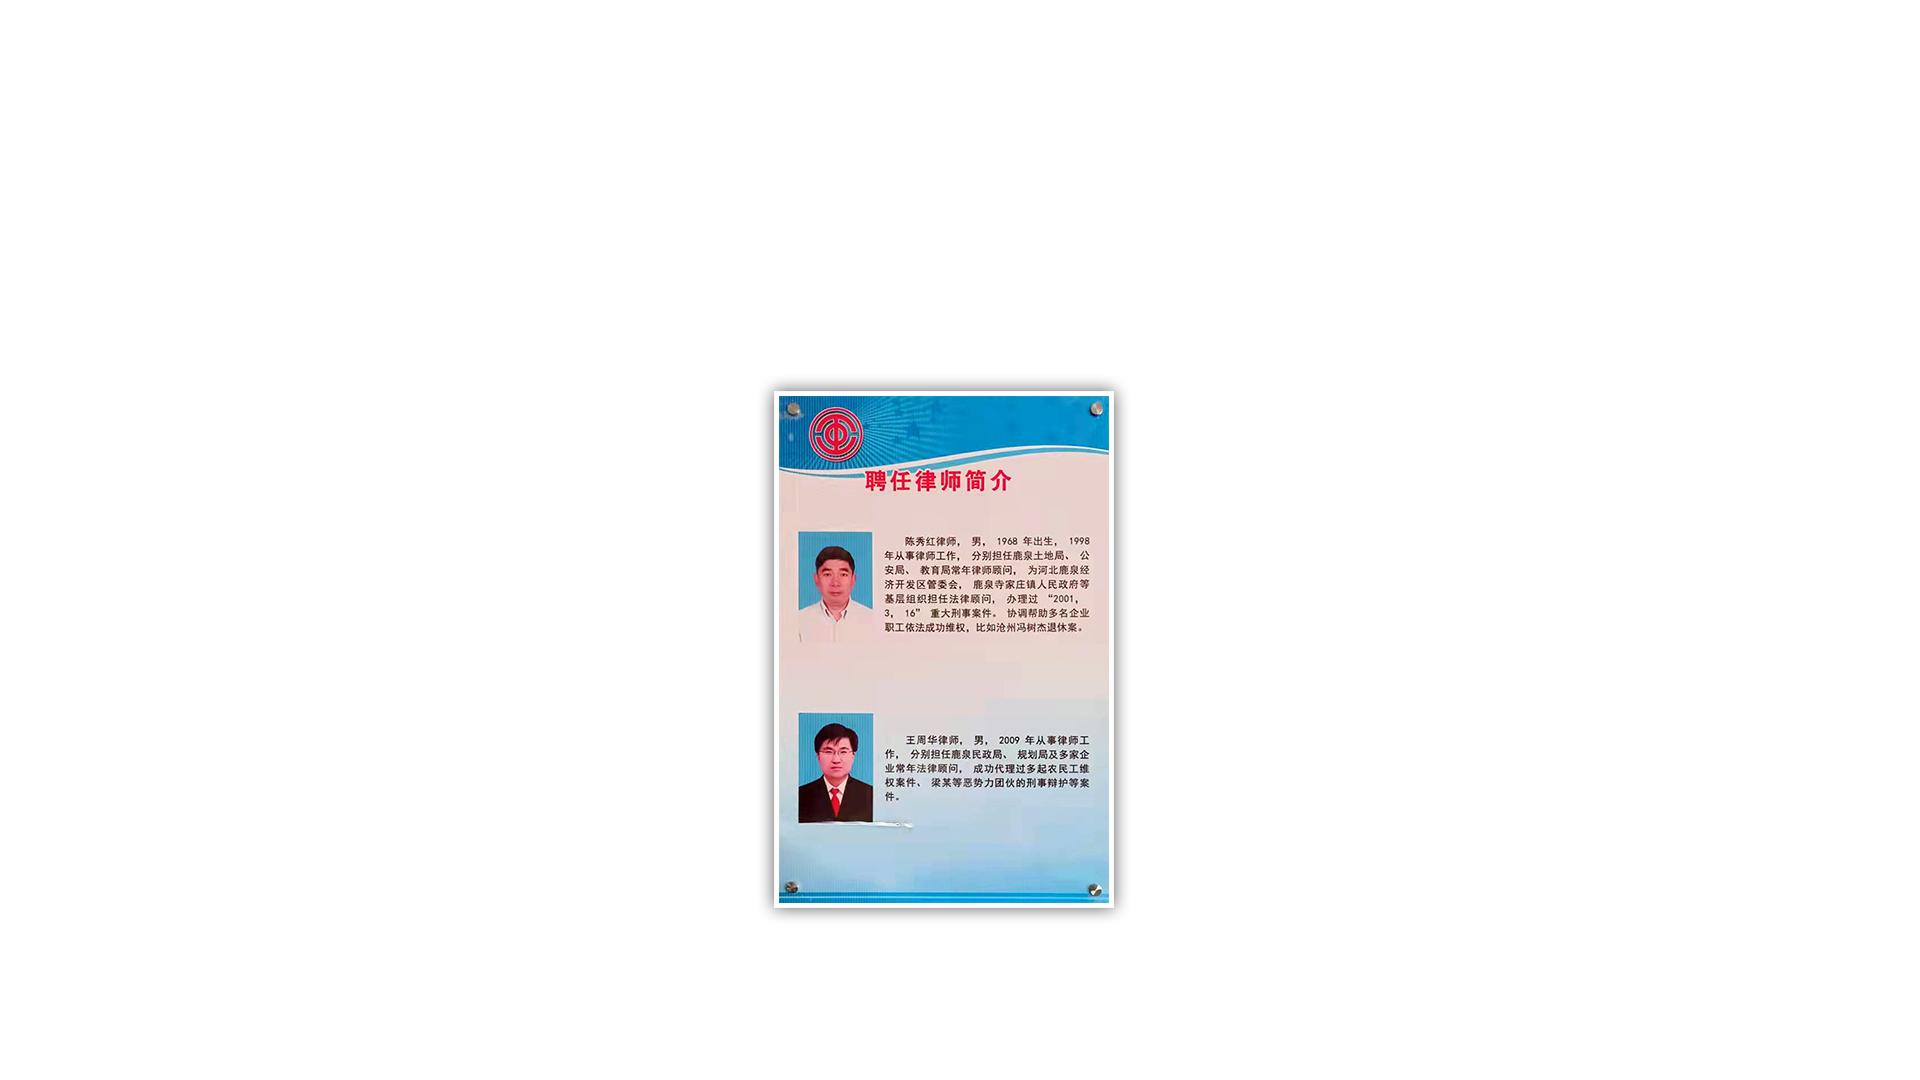 聘任律师简介
陈秀红律师， 男， 1968 年出生， 1998
年从事律师工作， 分别担任鹿泉土地局、 公
安局、 教育局常年律师顾问， 为河北鹿泉经
济开发区管委会， 鹿泉寺家庄镇人民政府等
基层组织担任法律顾问， 办理过 “2001，
3， 16” 重大刑事案件。 协调帮助多名企业
职工依法成功维权，比如沧州冯树杰退休案。
王周华律师， 男， 2009 年从事律师工
作， 分别担任鹿泉民政局、 规划局及多家企
业常年法律顾问， 成功代理过多起农民工维
权案件、 梁某等恶势力团伙的刑事辩护等案
件。